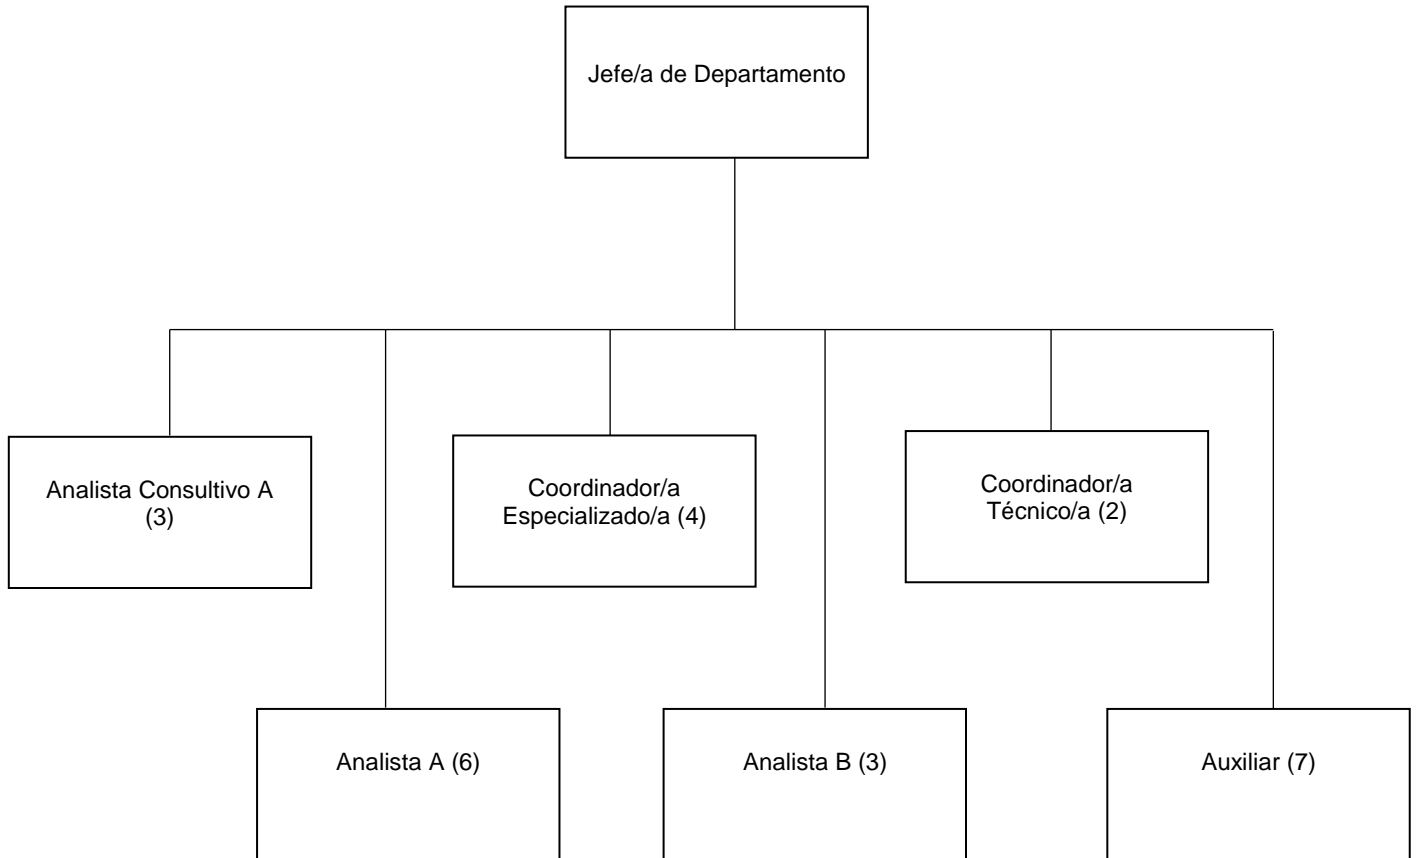 Jefe/a de Departamento
Analista Consultivo A
(3)
Coordinador/a
Especializado/a (4)
Coordinador/a
Técnico/a (2)
Analista A (6)
Analista B (3)
Auxiliar (7)